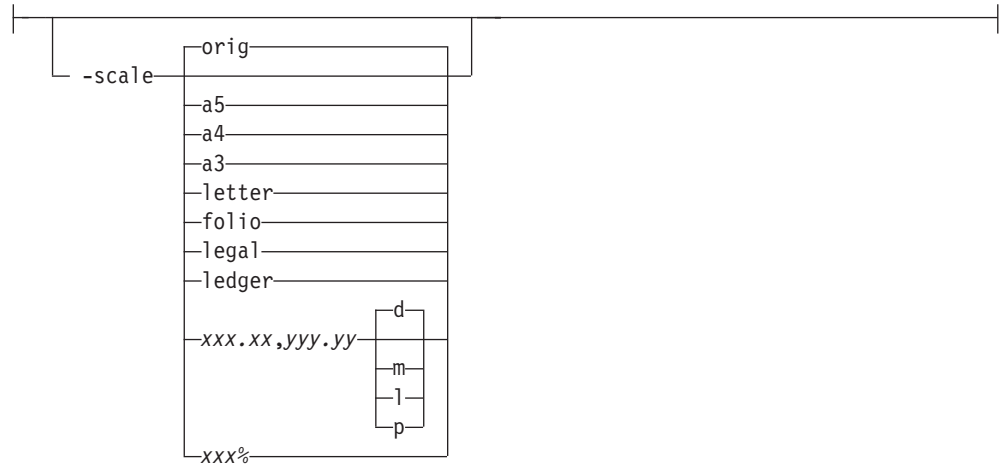 orig
-scale
a5
a4
a3
letter
folio
legal
ledger
d
xxx.xx,yyy.yy
m
l
p
xxx%